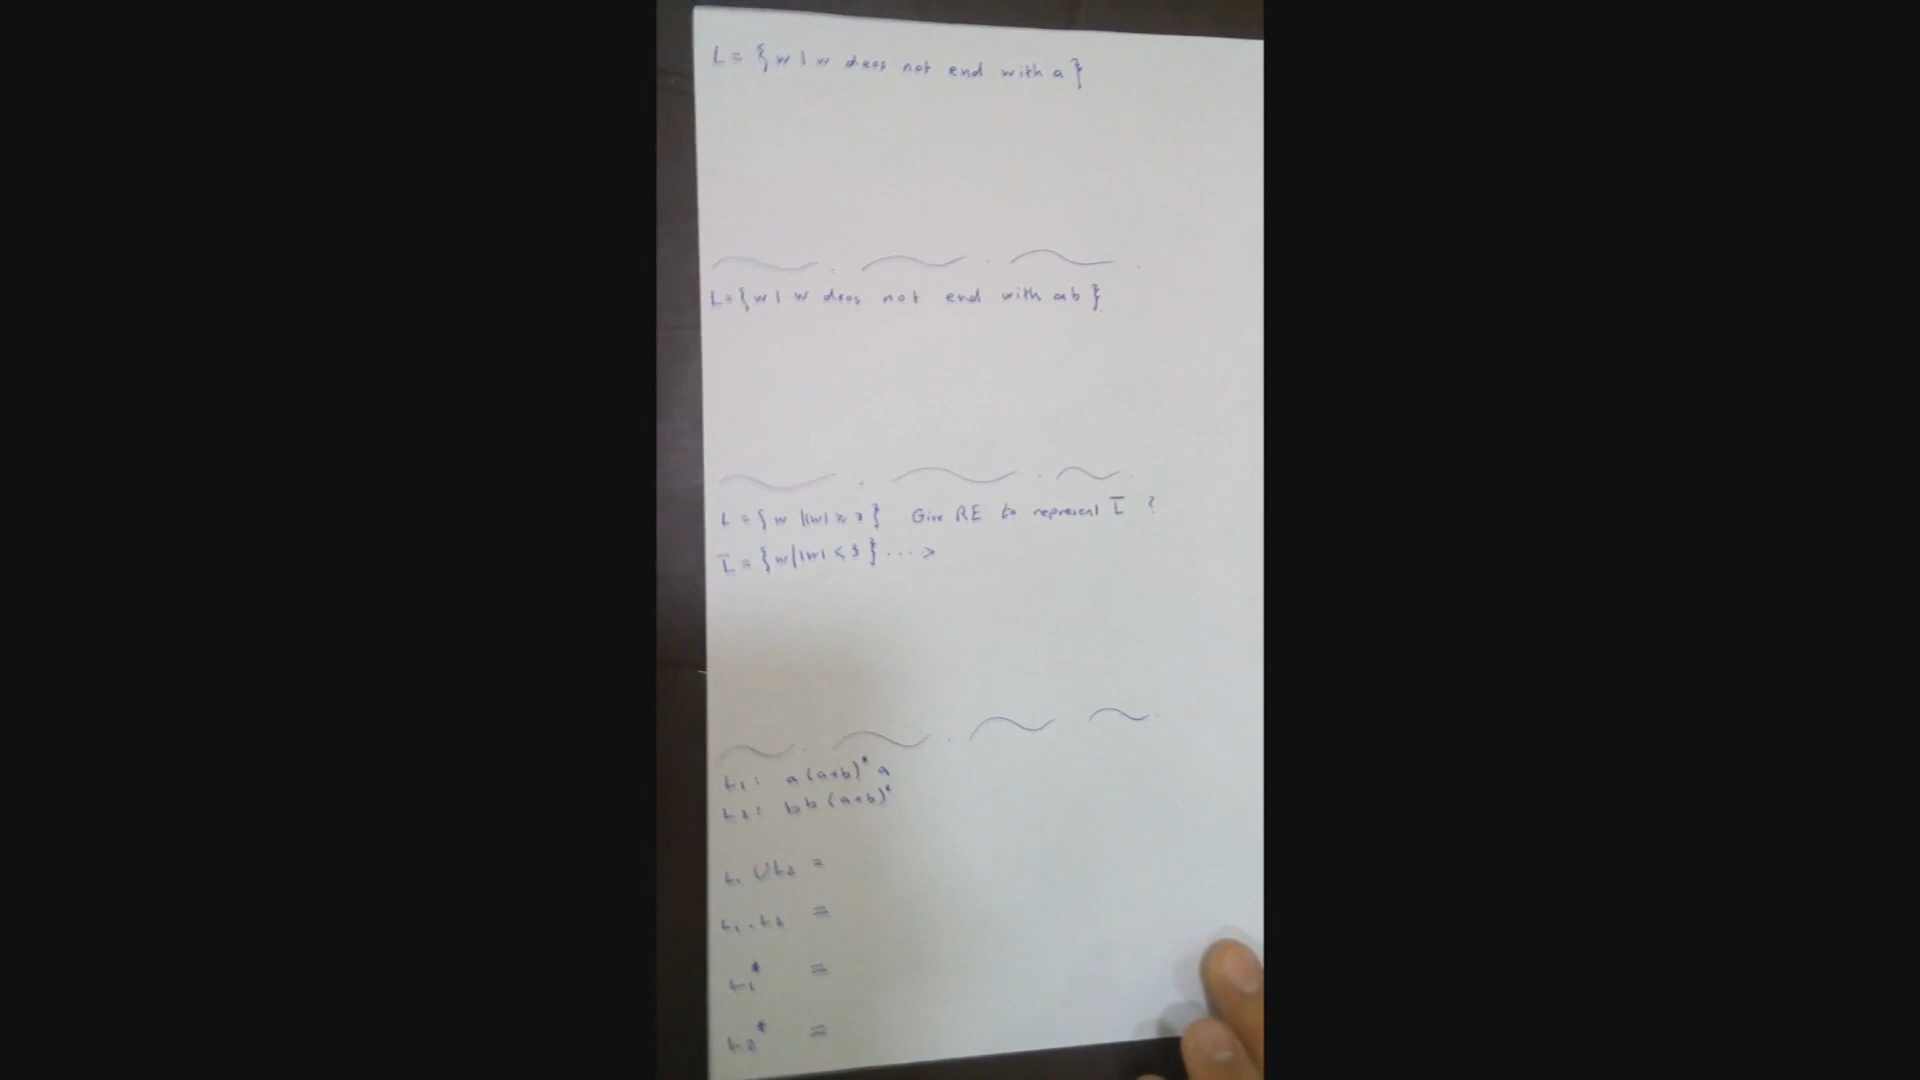 L = { w | w does not end with a }
L = { w | w does not end with ab }
L = { w | |w| ≥ 3 } Give RE to represent L̅ ?
L̅ = { w | |w| < 3 } ....>
L₁ : a (a+b)* a
L₂ : bb (a+b)*
L₁ ∪ L₂ =
L₁ . L₂ =
L₁* =
L₂* =